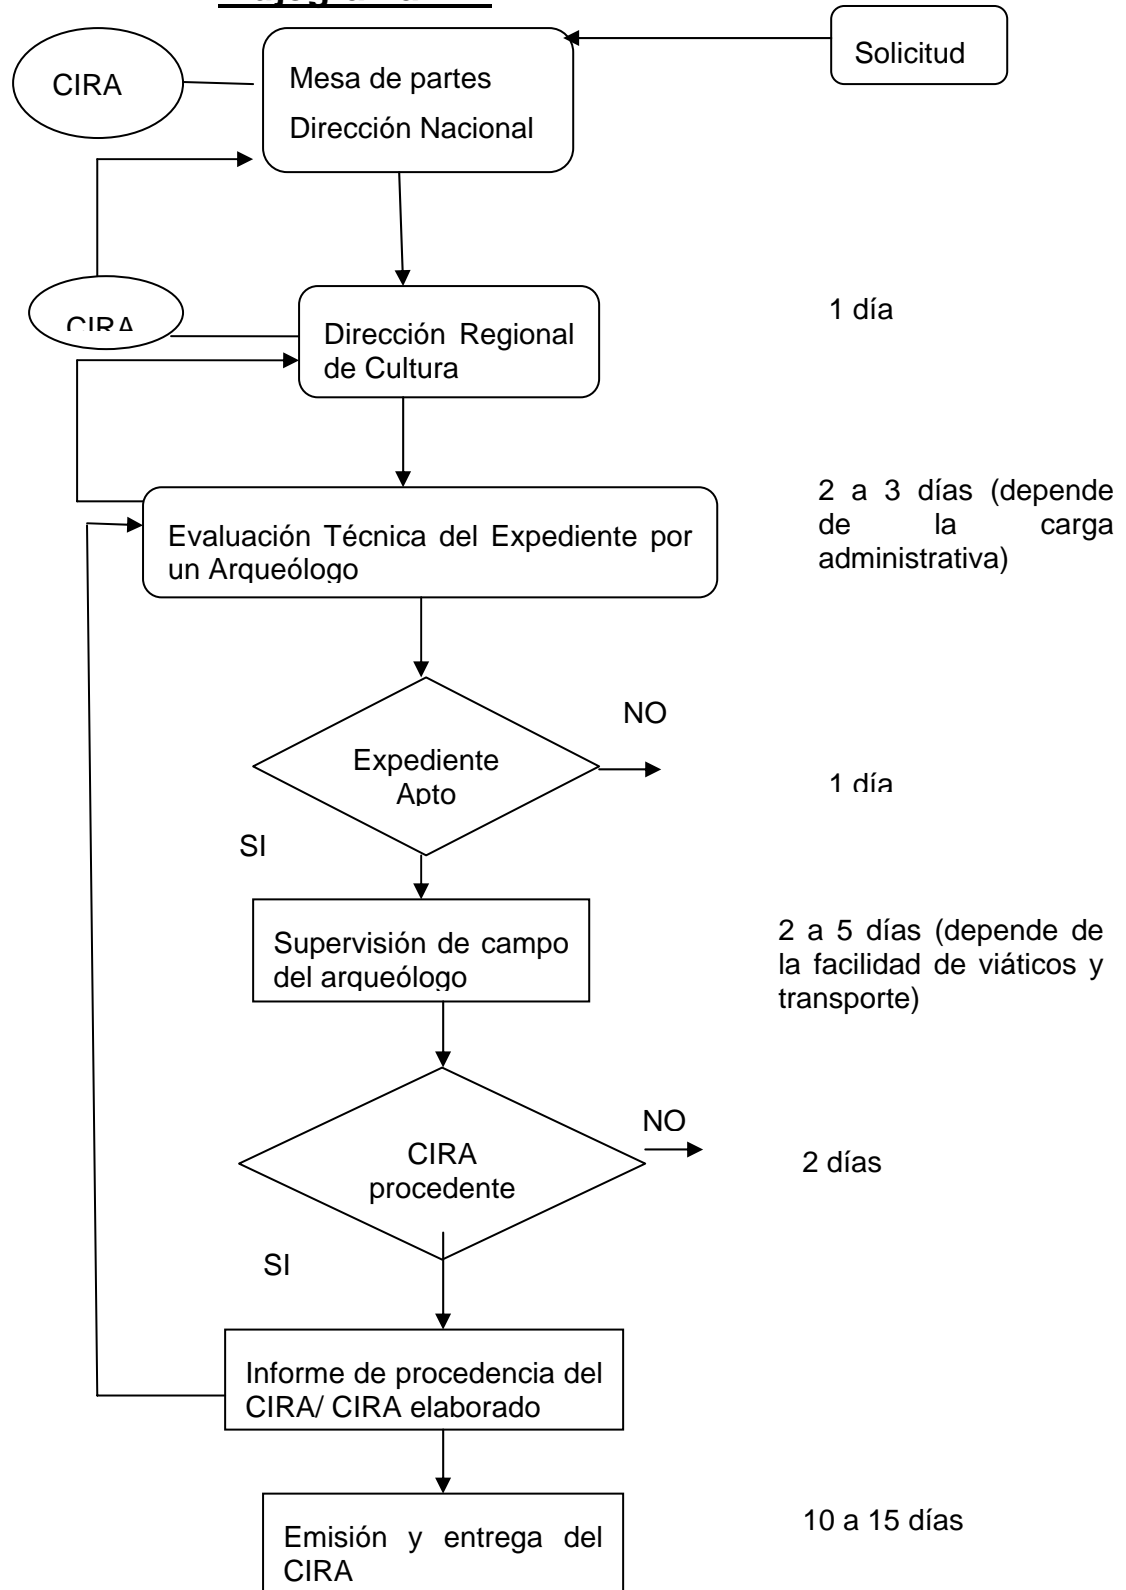 Solicitud
CIRA
Mesa de partes
Dirección Nacional
CIRA
Dirección Regional
de Cultura
1 día
Evaluación Técnica del Expediente por
un Arqueólogo
2 a 3 días (depende
de la carga
administrativa)
NO
Expediente
Apto
1 día
SI
Supervisión de campo
del arqueólogo
2 a 5 días (depende de
la facilidad de viáticos y
transporte)
NO
CIRA
procedente
2 días
SI
Informe de procedencia del
CIRA/ CIRA elaborado
Emisión y entrega del
CIRA
10 a 15 días